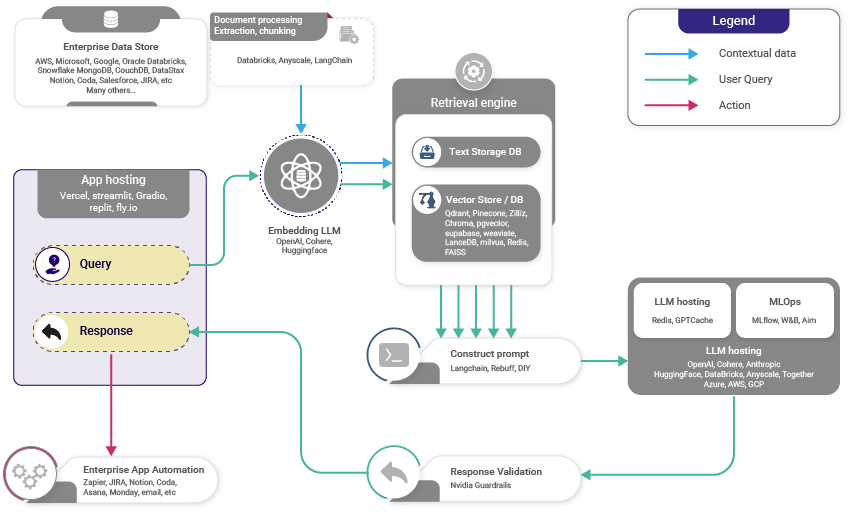 Enterprise Data Store
AWS, Microsoft, Google, Oracle Databricks,
Snowflake MongoDB, CouchDB, DataStax
Notion, Coda, Salesforce, JIRA, etc
Many others...
Document processing
Extraction, chunking
Databricks, Anyscale, LangChain
Legend
Contextual data
User Query
Action
Retrieval engine
Text Storage DB
Vector Store / DB
Qdrant, Pinecone, Zilliz,
Chroma, pgvector,
supabase, weaviate,
LanceDB, milvus, Redis,
FAISS
Embedding LLM
OpenAI, Cohere,
Huggingface
App hosting
Vercel, streamlit, Gradio,
replit, fly.io
Query
Response
Construct prompt
Langchain, Rebuff, DIY
LLM hosting
Redis, GPTCache
MLOps
MLflow, W&B, Aim
LLM hosting
OpenAI, Cohere, Anthropic
HuggingFace, DataBricks, Anyscale, Together
Azure, AWS, GCP
Enterprise App Automation
Zapier, JIRA, Notion, Coda,
Asana, Monday, email, etc
Response Validation
Nvidia Guardrails